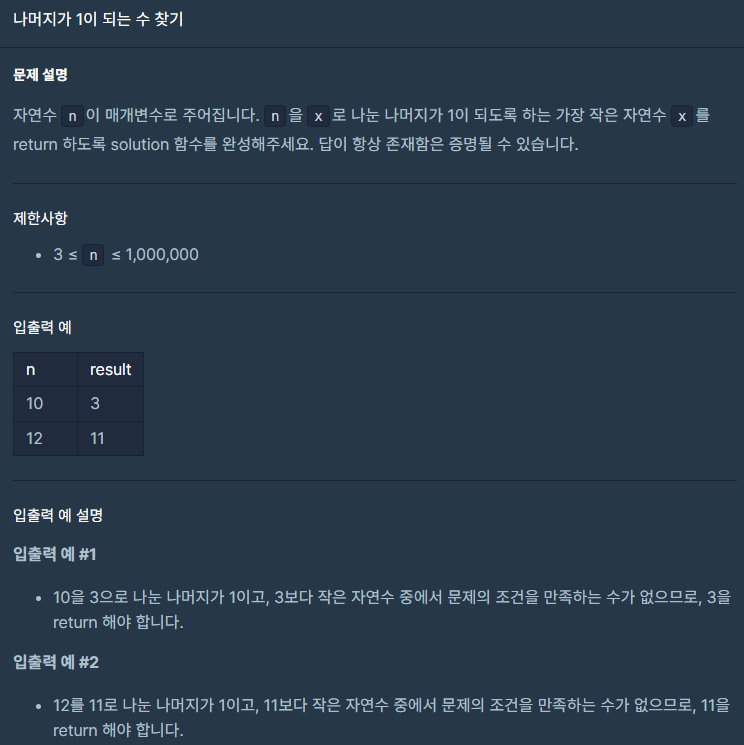 나머지가 1이 되는 수 찾기
문제 설명
자연수 n이 매개변수로 주어집니다. n을 x로 나눈 나머지가 1이 되도록 하는 가장 작은 자연수 x를
return 하도록 solution 함수를 완성해주세요. 답이 항상 존재함은 증명될 수 있습니다.
제한사항
• 3 ≤ n ≤ 1,000,000
입출력 예
n result
10 3
12 11
입출력 예 설명
입출력 예 #1
• 10을 3으로 나눈 나머지가 1이고, 3보다 작은 자연수 중에서 문제의 조건을 만족하는 수가 없으므로, 3을
return 해야 합니다.
입출력 예 #2
• 12를 11로 나눈 나머지가 1이고, 11보다 작은 자연수 중에서 문제의 조건을 만족하는 수가 없으므로, 11을
return 해야 합니다.